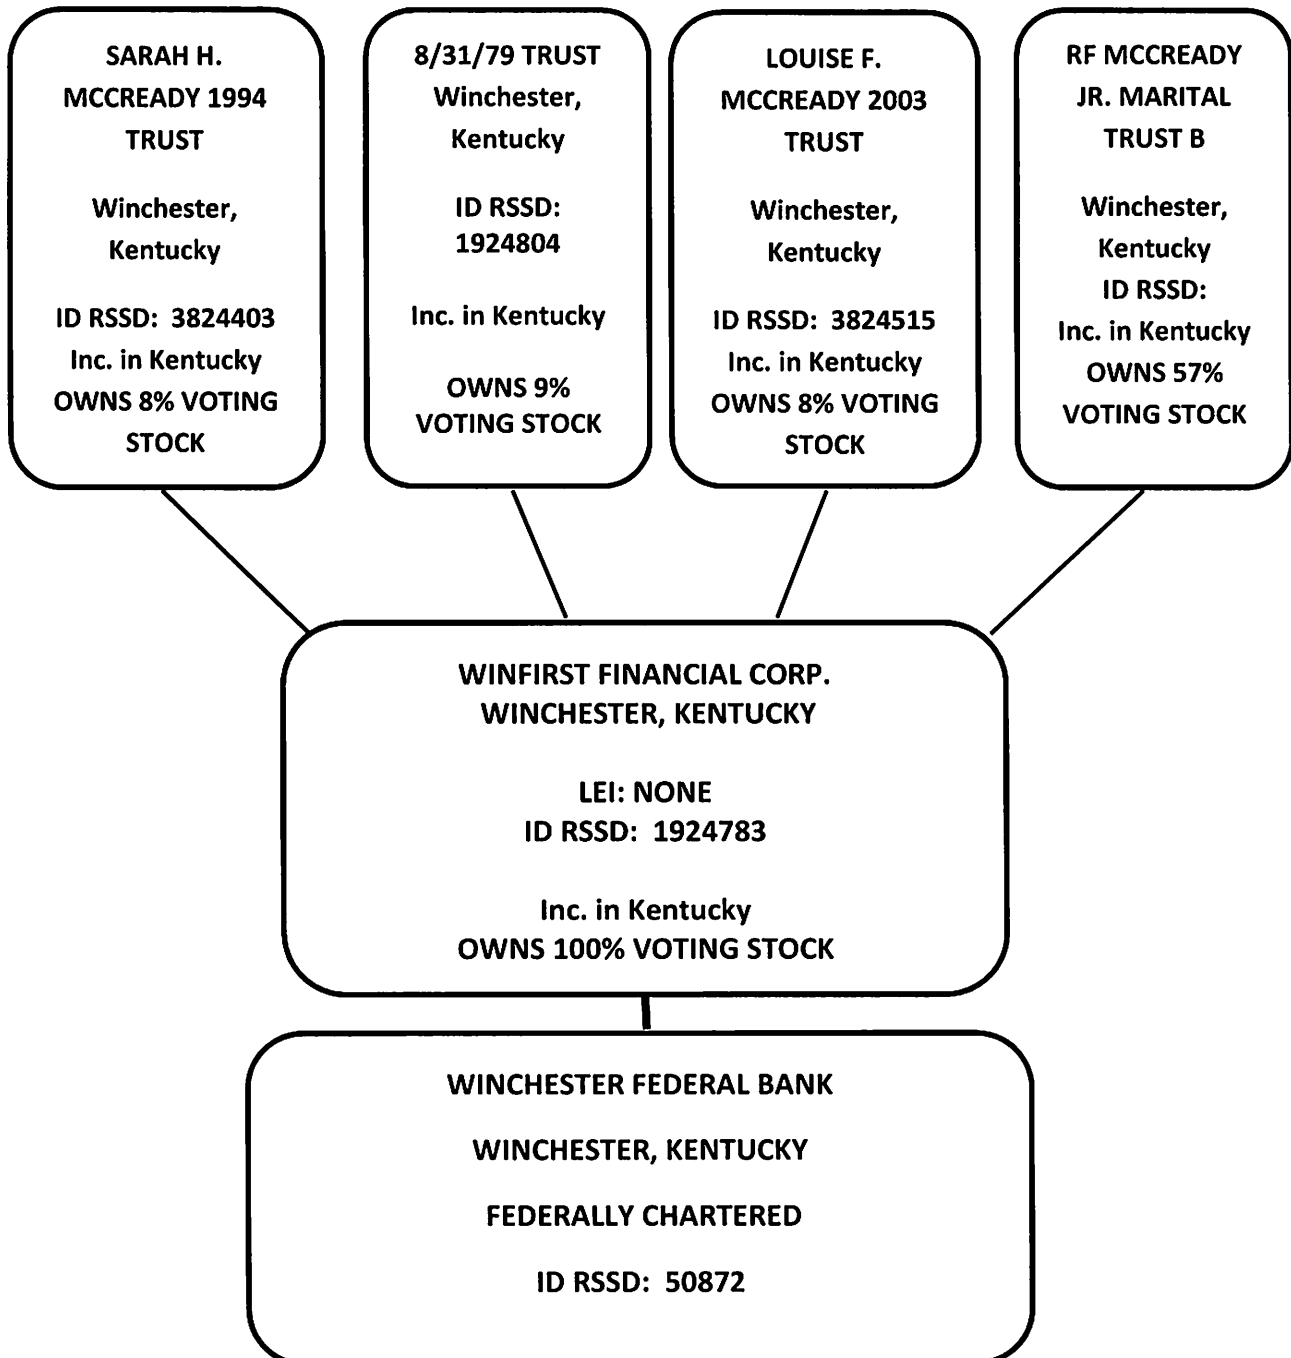 SARAH H.
MCCREADY 1994
TRUST
Winchester,
Kentucky
ID RSSD: 3824403
Inc. in Kentucky
OWNS 8% VOTING
STOCK
8/31/79 TRUST
Winchester,
Kentucky
ID RSSD:
1924804
Inc. in Kentucky
OWNS 9%
VOTING STOCK
LOUISE F.
MCCREADY 2003
TRUST
Winchester,
Kentucky
ID RSSD: 3824515
Inc. in Kentucky
OWNS 8% VOTING
STOCK
RF MCCREADY
JR. MARITAL
TRUST B
Winchester,
Kentucky
ID RSSD:
Inc. in Kentucky
OWNS 57%
VOTING STOCK
WINFIRST FINANCIAL CORP.
WINCHESTER, KENTUCKY
LEI: NONE
ID RSSD: 1924783
Inc. in Kentucky
OWNS 100% VOTING STOCK
WINCHESTER FEDERAL BANK
WINCHESTER, KENTUCKY
FEDERALLY CHARTERED
ID RSSD: 50872